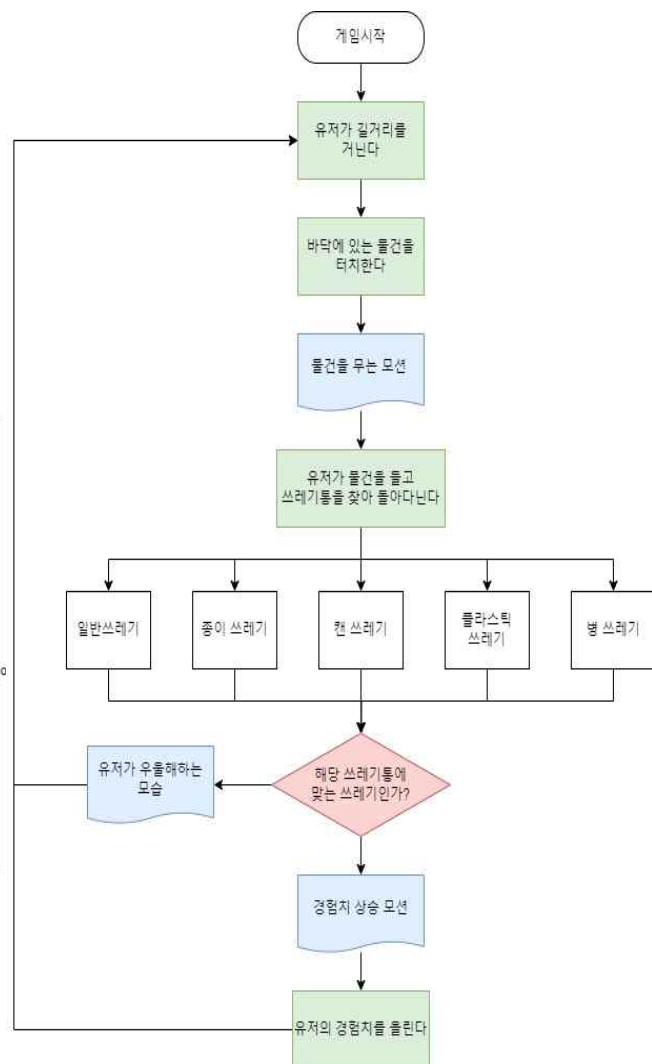 게임시작
유저가 길거리를
거닌다
바닥에 있는 물건을
터치한다
물건을 무는 모션
유저가 물건을 들고
쓰레기통을 찾아 돌아다닌다
일반쓰레기
종이 쓰레기
캔 쓰레기
플라스틱
쓰레기
병 쓰레기
해당 쓰레기통에
맞는 쓰레기인가?
유저가 우울해하는
모습
경험치 상승 모션
유저의 경험치를 올린다